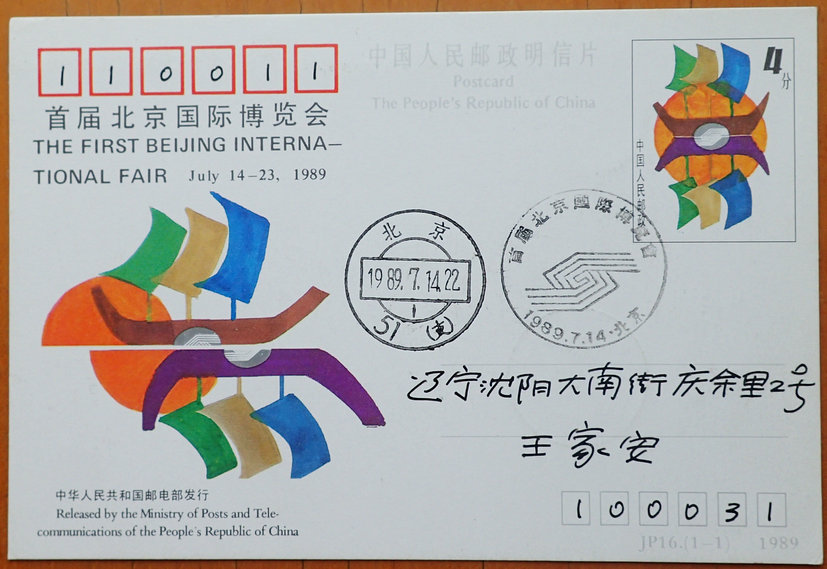 110011
首届北京国际博览会
THE FIRST BEIJING INTERNA–
TIONAL FAIR July 14–23, 1989
中国人民邮政明信片
Postcard
The People's Republic of China
4分
中国人民邮政
北京
1989.7.14.22
51(支)
首届北京國際博覽會
1989.7.14·北京
辽宁沈阳大南街庆余里2号
王家安
中华人民共和国邮电部发行
Released by the Ministry of Posts and Tele-
communications of the People's Republic of China
100031
JP16.(1–1) 1989